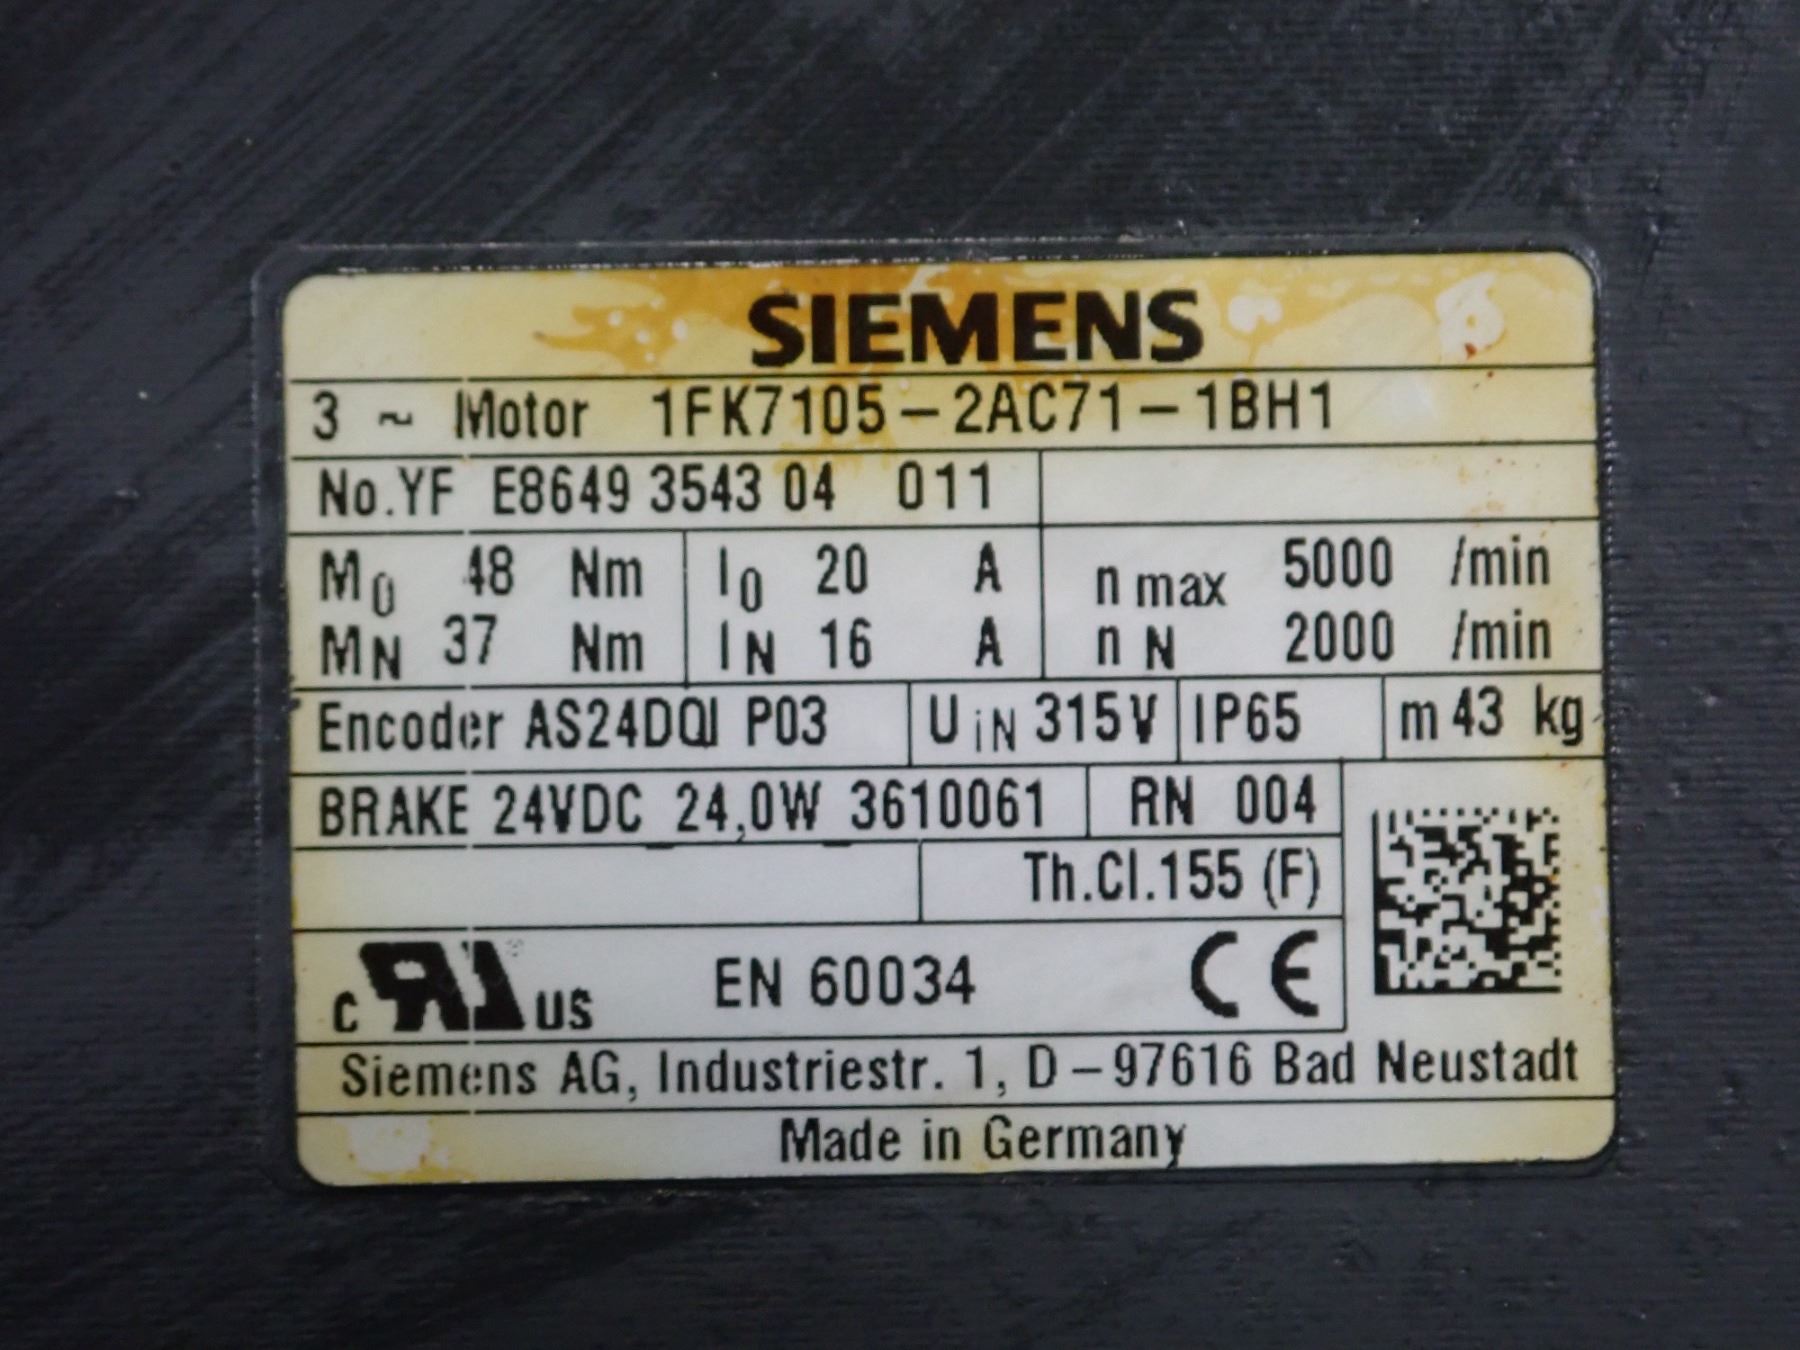 SIEMENS
3 ~ Motor 1FK7105-2AC71-1BH1
No.YF E8649 3543 04 011
M0 48 Nm I0 20 A n max 5000 /min
MN 37 Nm IN 16 A n N 2000 /min
Encoder AS24DQI P03 UiN 315V IP65 m 43 kg
BRAKE 24VDC 24,0W 3610061 RN 004
Th.Cl.155 (F)
c RU US EN 60034 CE
Siemens AG, Industriestr. 1, D-97616 Bad Neustadt
Made in Germany